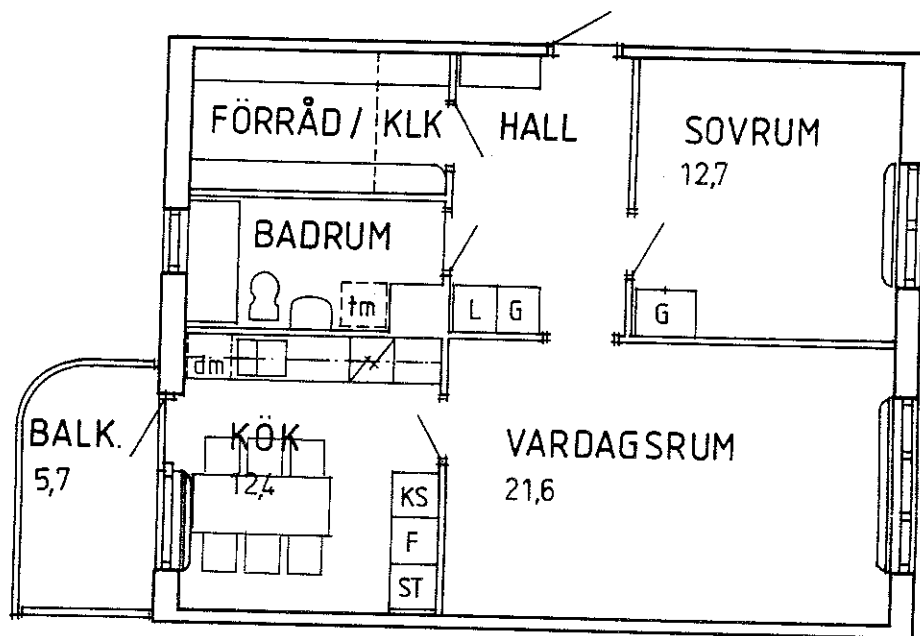 FÖRRÅD / KLK
HALL
SOVRUM
12,7
BADRUM
tm
L
G
G
dm
BALK.
5,7
KÖK
12,4
VARDAGSRUM
21,6
KS
F
ST